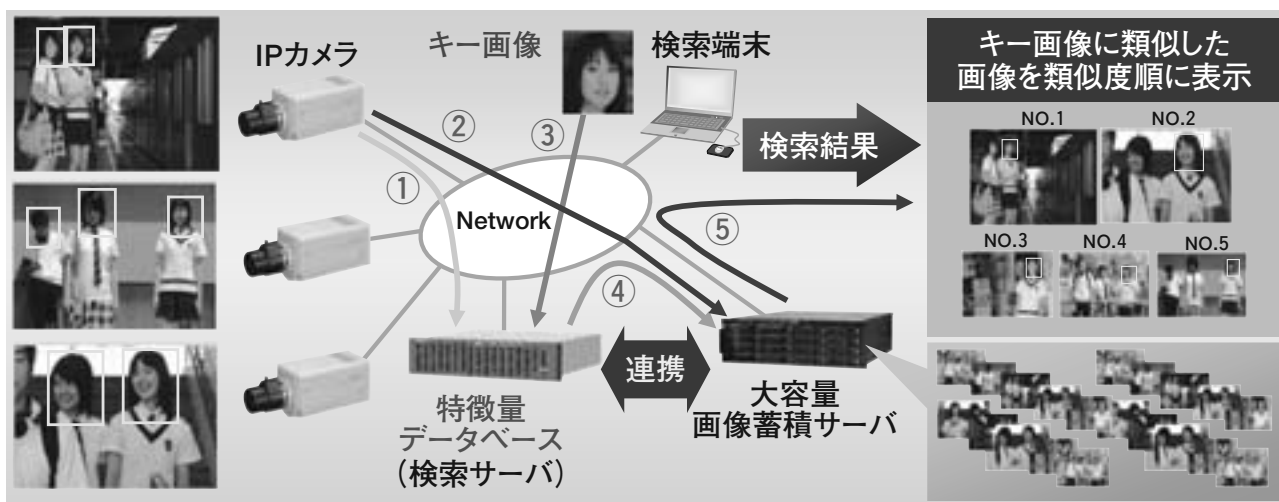 IPカメラ
キー画像
検索端末
①
②
③
④
⑤
Network
検索結果
連携
特徴量
データベース
（検索サーバ）
大容量
画像蓄積サーバ
キー画像に類似した
画像を類似度順に表示
NO.1
NO.2
NO.3
NO.4
NO.5